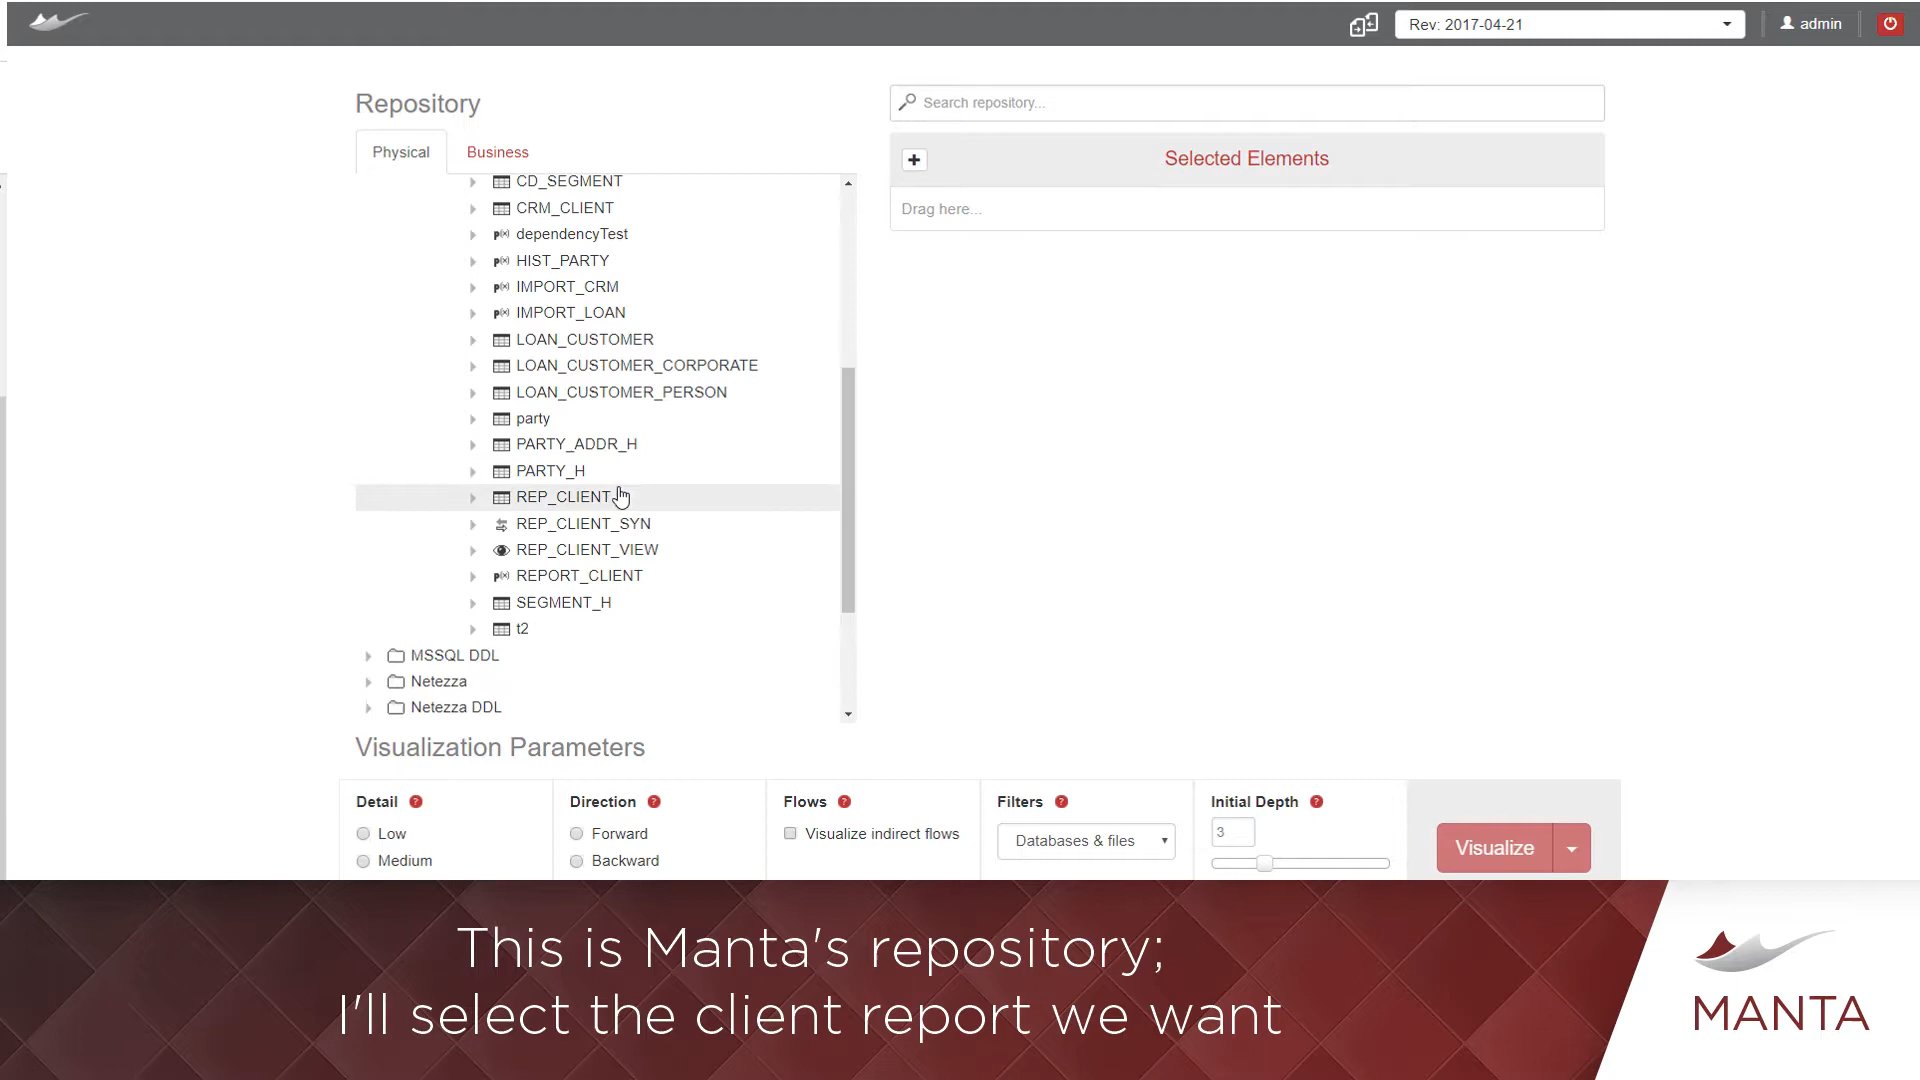 Rev: 2017-04-21
admin
Repository
Search repository...
Physical
Business
Selected Elements
Drag here...
CD_SEGMENT
CRM_CLIENT
P(x) dependencyTest
P(x) HIST_PARTY
P(x) IMPORT_CRM
P(x) IMPORT_LOAN
LOAN_CUSTOMER
LOAN_CUSTOMER_CORPORATE
LOAN_CUSTOMER_PERSON
party
PARTY_ADDR_H
PARTY_H
REP_CLIENT
REP_CLIENT_SYN
REP_CLIENT_VIEW
P(x) REPORT_CLIENT
SEGMENT_H
t2
MSSQL DDL
Netezza
Netezza DDL
Visualization Parameters
Detail ?
Low
Medium
Direction ?
Forward
Backward
Flows ?
Visualize indirect flows
Filters ?
Databases & files
Initial Depth ?
3
Visualize
This is Manta's repository;
I'll select the client report we want
MANTA